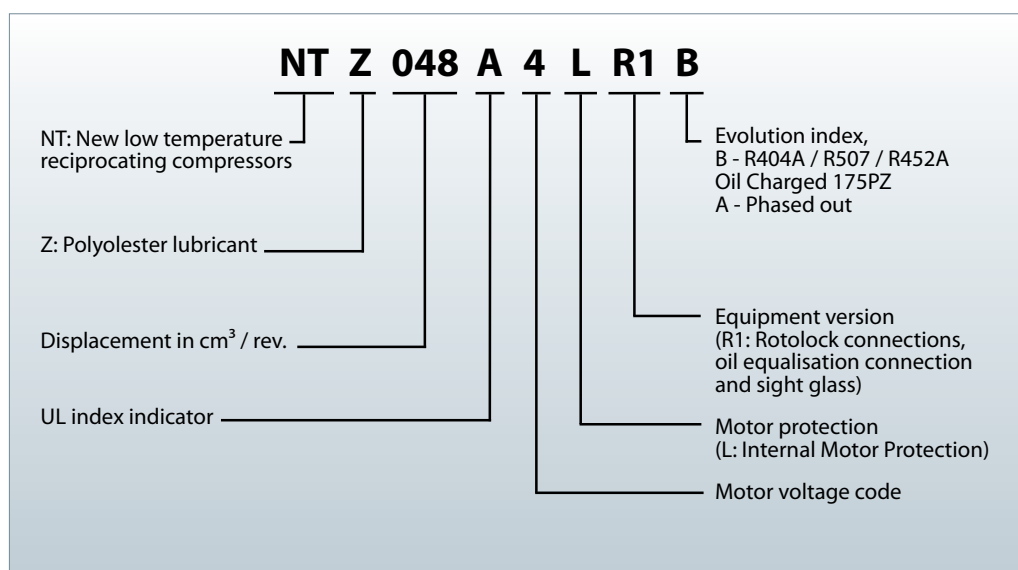 NT Z 048 A 4 L R1 B
NT: New low temperature
reciprocating compressors
Z: Polyolester lubricant
Displacement in cm³ / rev.
UL index indicator
Evolution index,
B - R404A / R507 / R452A
Oil Charged 175PZ
A - Phased out
Equipment version
(R1: Rotolock connections,
oil equalisation connection
and sight glass)
Motor protection
(L: Internal Motor Protection)
Motor voltage code